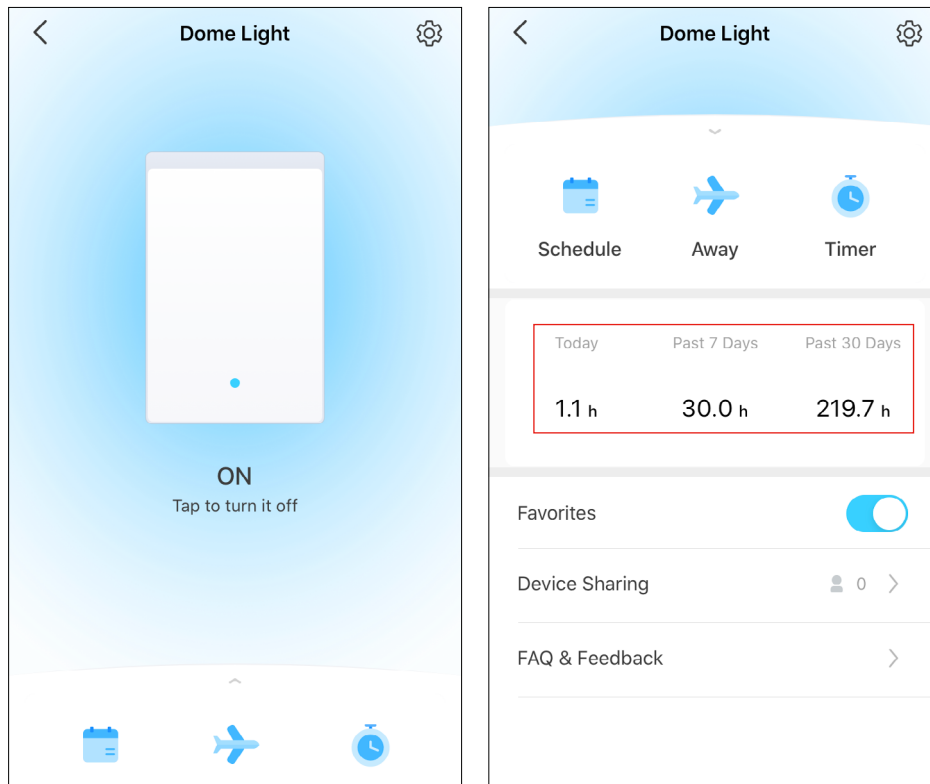 Dome Light
ON
Tap to turn it off
Dome Light
Schedule Away Timer
Today Past 7 Days Past 30 Days
1.1 h 30.0 h 219.7 h
Favorites
Device Sharing 0
FAQ & Feedback